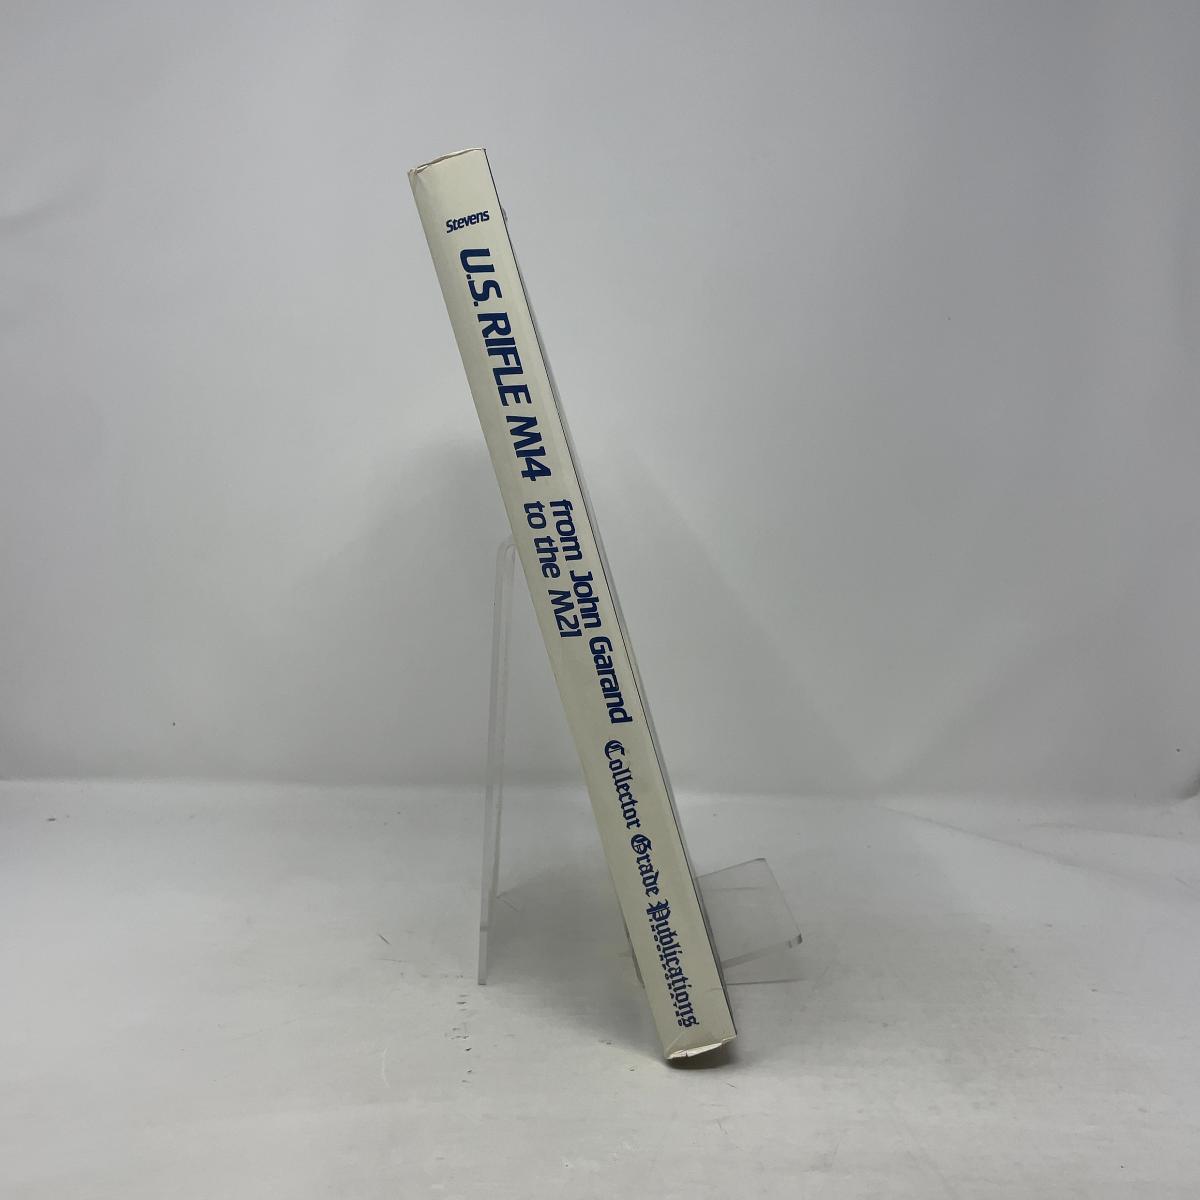 Stevens
U.S. RIFLE M14
from John Garand
to the M21
Collector Grade Publications